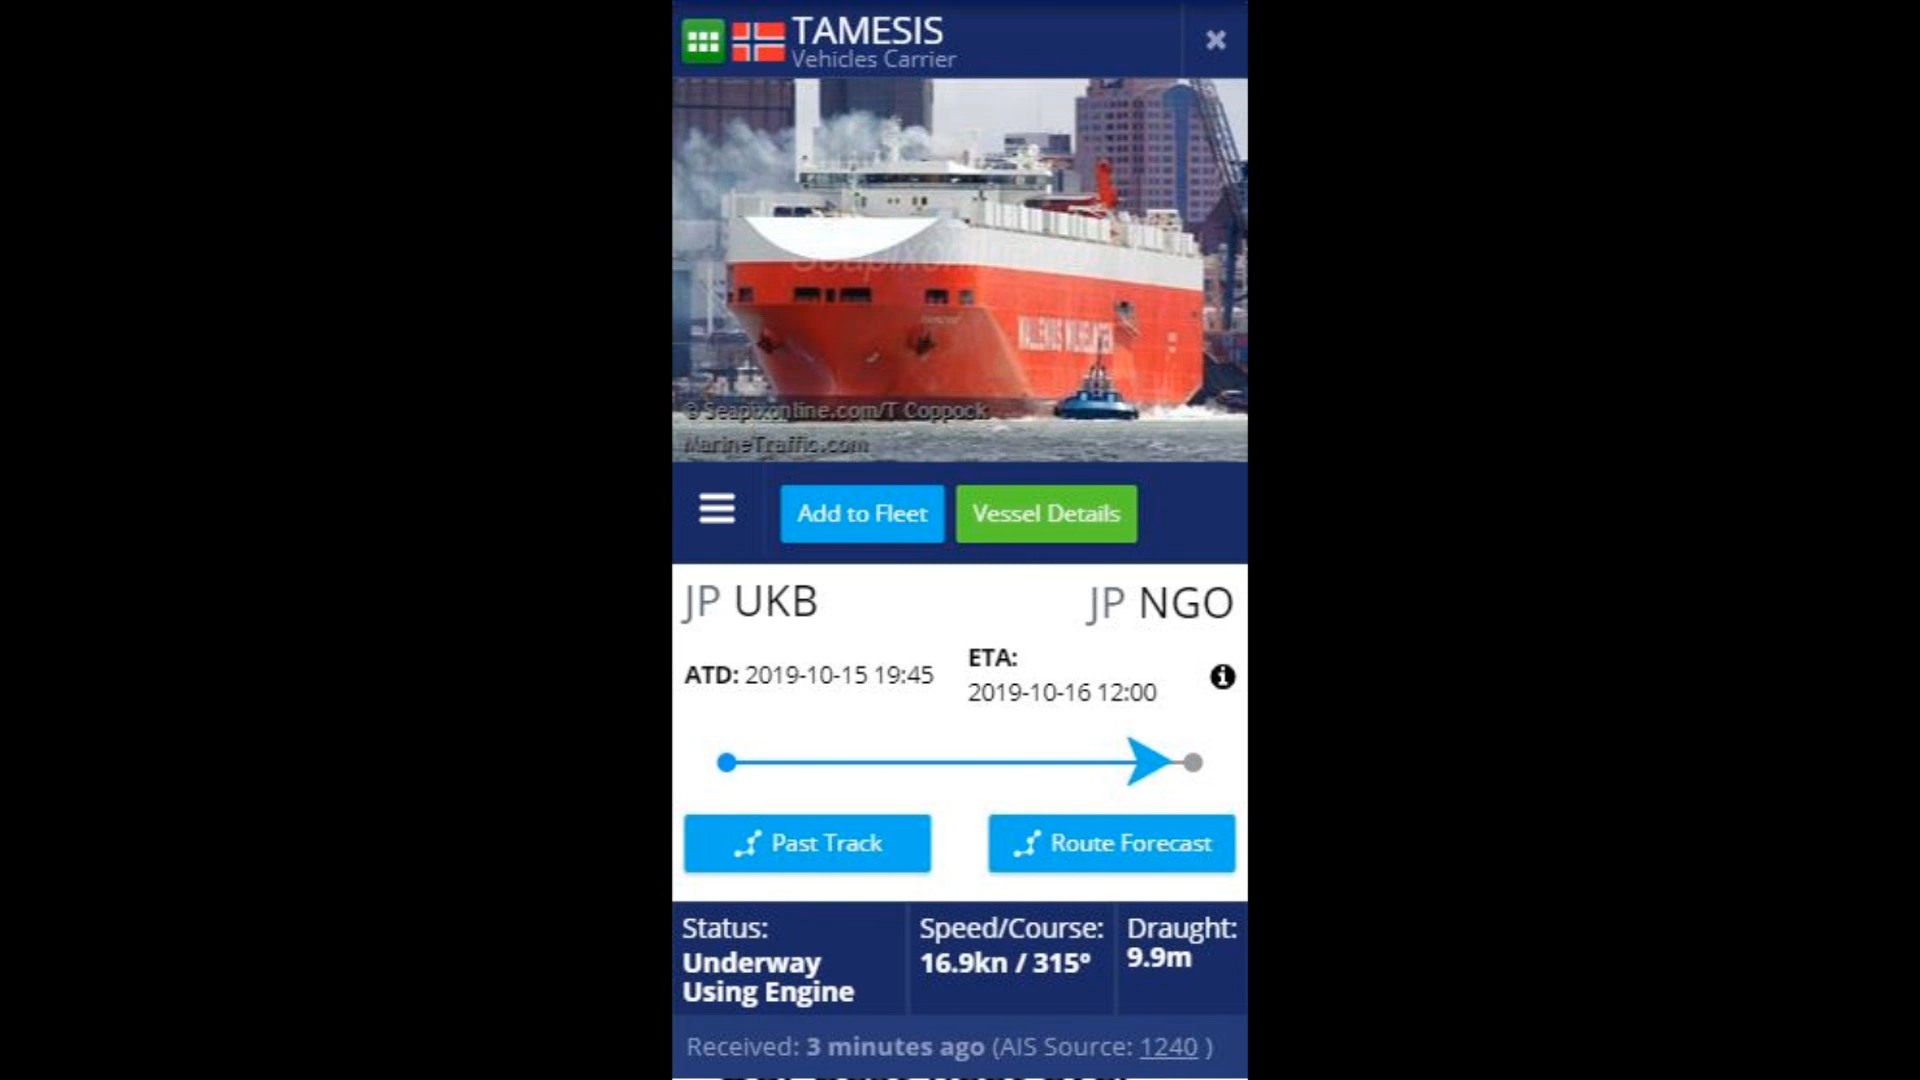 TAMESIS
Vehicles Carrier
WALLENIUS WILHELMSEN
© Seapixonline.com/T Coppock
MarineTraffic.com
Add to Fleet
Vessel Details
JP UKB
JP NGO
ATD: 2019-10-15 19:45
ETA:
2019-10-16 12:00
Past Track
Route Forecast
Status:
Underway
Using Engine
Speed/Course:
16.9kn / 315°
Draught:
9.9m
Received: 3 minutes ago (AIS Source: 1240 )